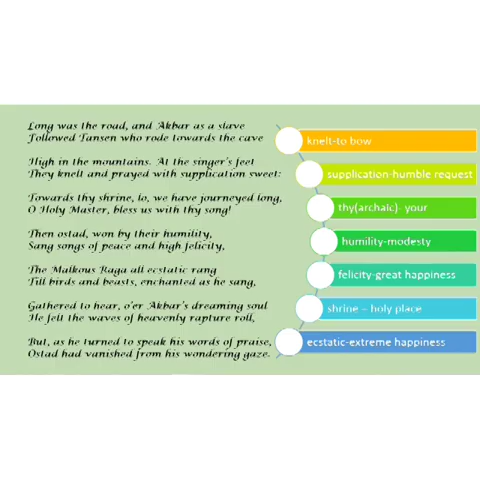 Long was the road, and Akbar as a slave
Followed Tansen who rode towards the cave
High in the mountains. At the singer's feet
They knelt and prayed with supplication sweet:
Towards thy shrine, lo, we have journeyed long,
O Holy Master, bless us with thy song!
Then ostad, won by their humility,
Sang songs of peace and high felicity,
The Malkous Raga all ecstatic rang
Till birds and beasts, enchanted as he sang,
Gathered to hear, o'er Akbar's dreaming soul
He felt the waves of heavenly rapture roll,
But, as he turned to speak his words of praise,
Ostad had vanished from his wondering gaze.
knelt-to bow
supplication-humble request
thy(archaic)- your
humility-modesty
felicity-great happiness
shrine – holy place
ecstatic-extreme happiness